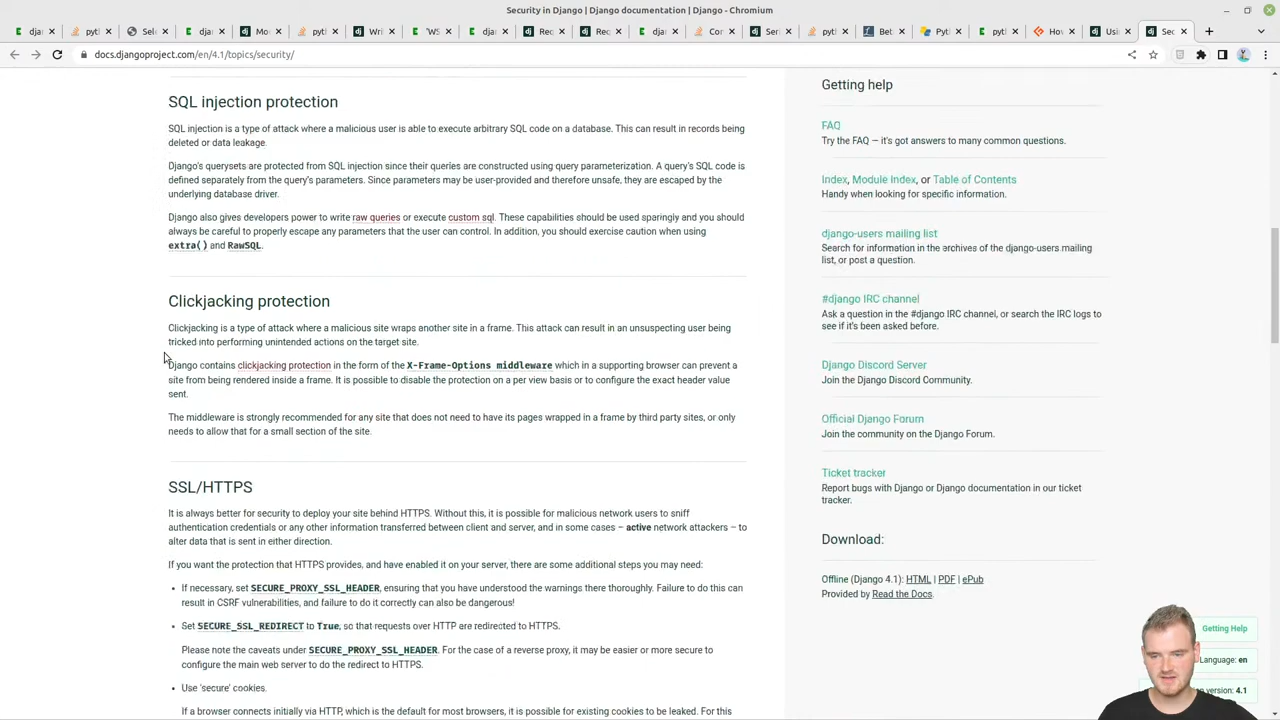 Security in Django | Django documentation | Django - Chromium
djan
pyth
Sele
djan
Mo
pyth
Writ
'WS
djan
Rec
Rec
djan
Cor
Seri
pyth
Bet
Pyt
pyth
How
Usi
Sec
docs.djangoproject.com/en/4.1/topics/security/
SQL injection protection
SQL injection is a type of attack where a malicious user is able to execute arbitrary SQL code on a database. This can result in records being
deleted or data leakage.
Django's querysets are protected from SQL injection since their queries are constructed using query parameterization. A query's SQL code is
defined separately from the query's parameters. Since parameters may be user-provided and therefore unsafe, they are escaped by the
underlying database driver.
Django also gives developers power to write raw queries or execute custom sql. These capabilities should be used sparingly and you should
always be careful to properly escape any parameters that the user can control. In addition, you should exercise caution when using
extra() and RawSQL.
Clickjacking protection
Clickjacking is a type of attack where a malicious site wraps another site in a frame. This attack can result in an unsuspecting user being
tricked into performing unintended actions on the target site.
Django contains clickjacking protection in the form of the X-Frame-Options middleware which in a supporting browser can prevent a
site from being rendered inside a frame. It is possible to disable the protection on a per view basis or to configure the exact header value
sent.
The middleware is strongly recommended for any site that does not need to have its pages wrapped in a frame by third party sites, or only
needs to allow that for a small section of the site.
SSL/HTTPS
It is always better for security to deploy your site behind HTTPS. Without this, it is possible for malicious network users to sniff
authentication credentials or any other information transferred between client and server, and in some cases – active network attackers – to
alter data that is sent in either direction.
If you want the protection that HTTPS provides, and have enabled it on your server, there are some additional steps you may need:
• If necessary, set SECURE_PROXY_SSL_HEADER, ensuring that you have understood the warnings there thoroughly. Failure to do this can
result in CSRF vulnerabilities, and failure to do it correctly can also be dangerous!
• Set SECURE_SSL_REDIRECT to True, so that requests over HTTP are redirected to HTTPS.
Please note the caveats under SECURE_PROXY_SSL_HEADER. For the case of a reverse proxy, it may be easier or more secure to
configure the main web server to do the redirect to HTTPS.
• Use 'secure' cookies.
If a browser connects initially via HTTP, which is the default for most browsers, it is possible for existing cookies to be leaked. For this
Getting help
FAQ
Try the FAQ — it's got answers to many common questions.
Index, Module Index, or Table of Contents
Handy when looking for specific information.
django-users mailing list
Search for information in the archives of the django-users mailing
list, or post a question.
#django IRC channel
Ask a question in the #django IRC channel, or search the IRC logs to
see if it's been asked before.
Django Discord Server
Join the Django Discord Community.
Official Django Forum
Join the community on the Django Forum.
Ticket tracker
Report bugs with Django or Django documentation in our ticket
tracker.
Download:
Offline (Django 4.1): HTML | PDF | ePub
Provided by Read the Docs.
Getting Help
Language: en
version: 4.1